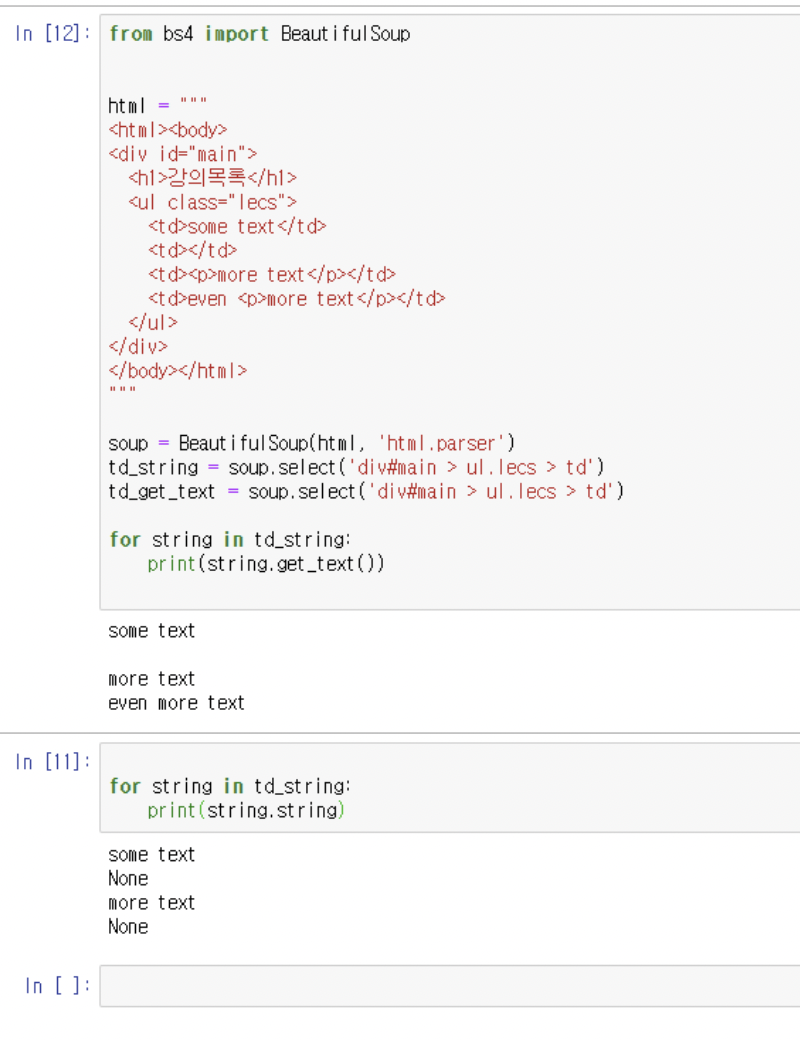 In [12]: from bs4 import BeautifulSoup
html = """
<html><body>
<div id="main">
  <h1>강의목록</h1>
  <ul class="lecs">
    <td>some text</td>
    <td></td>
    <td><p>more text</p></td>
    <td>even <p>more text</p></td>
  </ul>
</div>
</body></html>
"""
soup = BeautifulSoup(html, 'html.parser')
td_string = soup.select('div#main > ul.lecs > td')
td_get_text = soup.select('div#main > ul.lecs > td')
for string in td_string:
    print(string.get_text())
some text
more text
even more text
In [11]:
for string in td_string:
    print(string.string)
some text
None
more text
None
In [ ]: